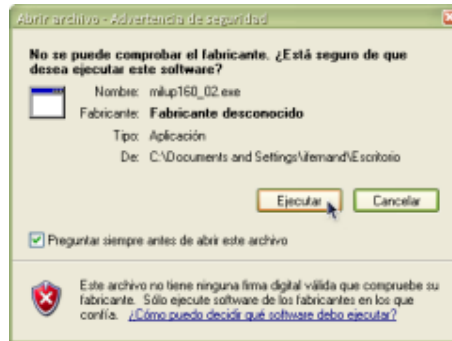 Abrir archivo - Advertencia de seguridad
No se puede comprobar el fabricante. ¿Está seguro de que
desea ejecutar este software?
Nombre: milup160_02.exe
Fabricante: Fabricante desconocido
Tipo: Aplicación
De: C:\Documents and Settings\ifernand\Escritorio
Ejecutar Cancelar
Preguntar siempre antes de abrir este archivo
Este archivo no tiene ninguna firma digital válida que compruebe su
fabricante. Sólo ejecute software de los fabricantes en los que
confía. ¿Cómo puedo decidir qué software debo ejecutar?